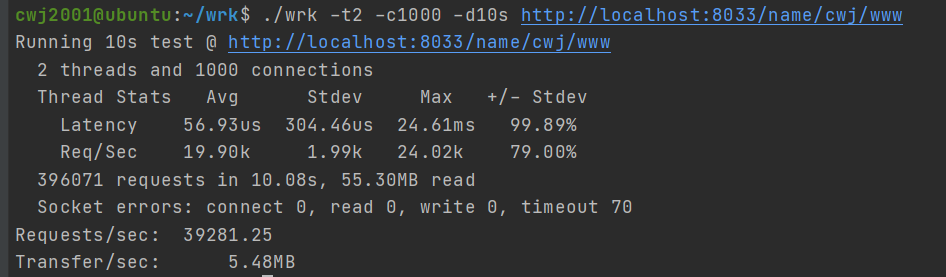 cwj2001@ubuntu:~/wrk$ ./wrk -t2 -c1000 -d10s http://localhost:8033/name/cwj/www
Running 10s test @ http://localhost:8033/name/cwj/www
  2 threads and 1000 connections
  Thread Stats   Avg      Stdev     Max   +/- Stdev
    Latency    56.93us  304.46us  24.61ms   99.89%
    Req/Sec    19.90k     1.99k   24.02k    79.00%
  396071 requests in 10.08s, 55.30MB read
  Socket errors: connect 0, read 0, write 0, timeout 70
Requests/sec:  39281.25
Transfer/sec:      5.48MB